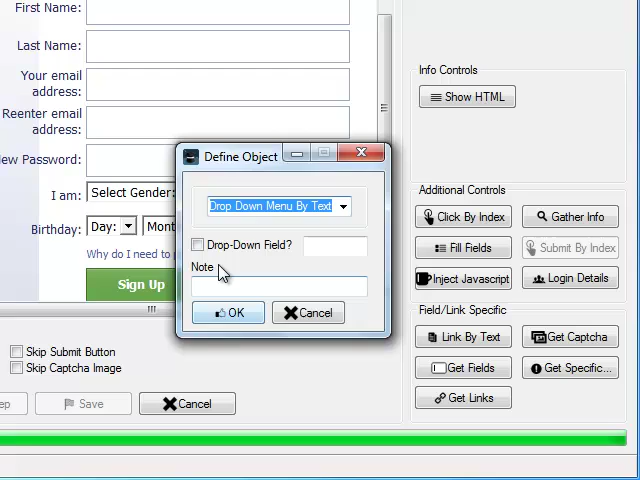 First Name:
Last Name:
Your email
address:
Reenter email
address:
ew Password:
I am:
Select Gender:
Birthday:
Day:
Mont
Why do I need to p
Sign Up
Skip Submit Button
Skip Captcha Image
ep
Save
Cancel
Define Object
Drop Down Menu By Text
Drop-Down Field?
Note
OK
Cancel
Info Controls
Show HTML
Additional Controls
Click By Index
Gather Info
Fill Fields
Submit By Index
Inject Javascript
Login Details
Field/Link Specific
Link By Text
Get Captcha
Get Fields
Get Specific...
Get Links